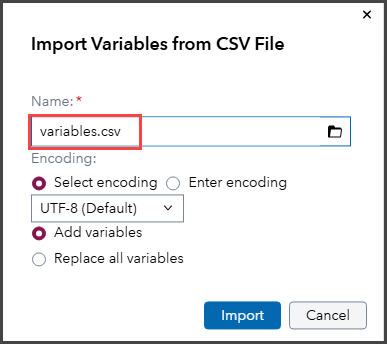 Import Variables from CSV File
Name: *
variables.csv
Encoding:
Select encoding Enter encoding
UTF-8 (Default)
Add variables
Replace all variables
Import Cancel